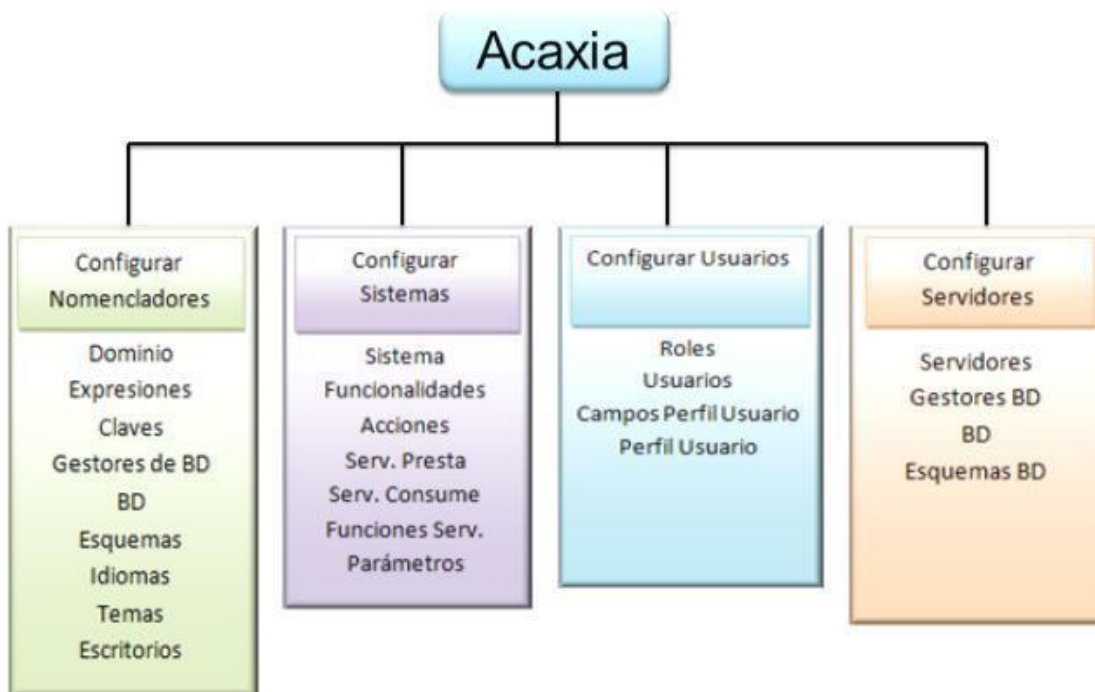 Acaxia
Configurar
Nomencladores
Dominio
Expresiones
Claves
Gestores de BD
BD
Esquemas
Idiomas
Temas
Escritorios
Configurar
Sistemas
Sistema
Funcionalidades
Acciones
Serv. Presta
Serv. Consume
Funciones Serv.
Parámetros
Configurar Usuarios
Roles
Usuarios
Campos Perfil Usuario
Perfil Usuario
Configurar
Servidores
Servidores
Gestores BD
BD
Esquemas BD